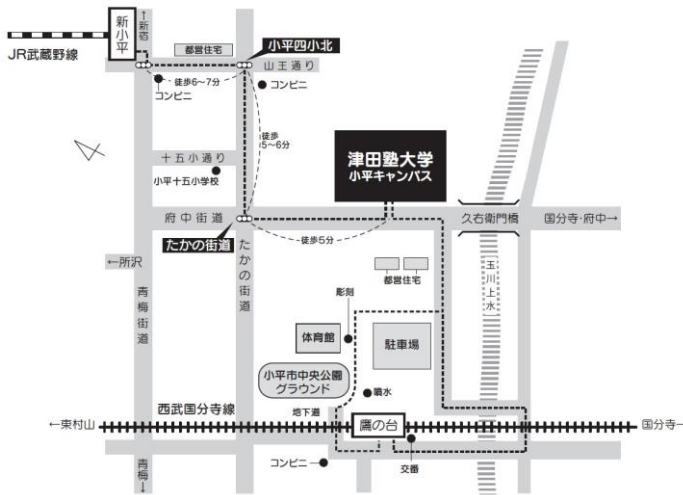 ↑新宿
新小平
JR武蔵野線
都営住宅
小平四小北
山王通り
徒歩6〜7分
コンビニ
コンビニ
徒歩
5〜6分
十五小通り
小平十五小学校
津田塾大学
小平キャンパス
府中街道
久右衛門橋
国分寺・府中→
徒歩5分
たかの街道
たかの街道
←所沢
青梅街道
都営住宅
玉川上水
彫刻
体育館
駐車場
小平市中央公園
グラウンド
噴水
西武国分寺線
地下道
←東村山
鷹の台
国分寺→
交番
コンビニ
青梅↓